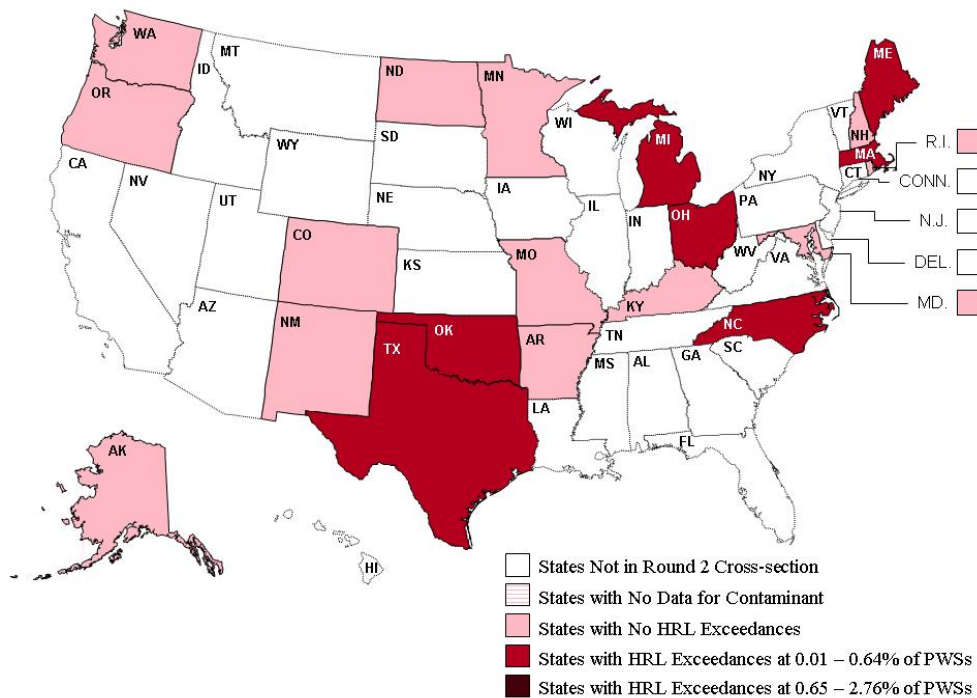 WA
MT
ND
MN
ME
ID
OR
VT
SD
WI
NH
R.I.
WY
MI
MA
CA
NV
NY
CT
CONN.
IA
NE
UT
PA
N.J.
IL
IN
OH
CO
WV
VA
DEL.
MO
KS
KY
MD.
AZ
NM
OK
TN
NC
TX
AR
SC
GA
MS
AL
LA
FL
AK
HI
States Not in Round 2 Cross-section
States with No Data for Contaminant
States with No HRL Exceedances
States with HRL Exceedances at 0.01 – 0.64% of PWSs
States with HRL Exceedances at 0.65 – 2.76% of PWSs